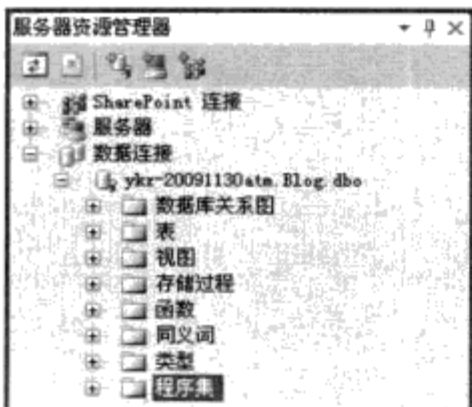 服务器资源管理器
SharePoint 连接
服务器
数据连接
ykr-20091130atm.Blog.dbo
数据库关系图
表
视图
存储过程
函数
同义词
类型
程序集